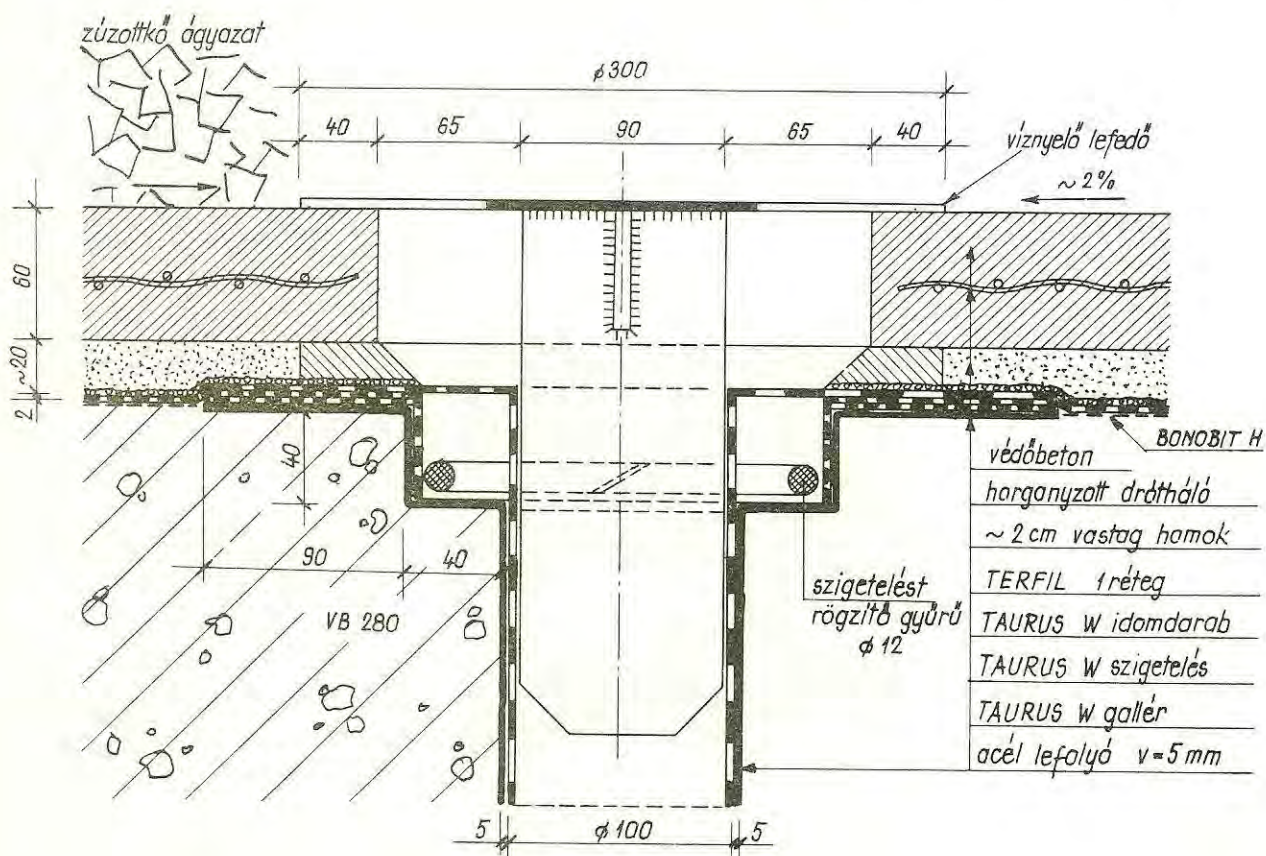 zúzottkő ágyazat
φ300
40 65 90 65 40
víznyelő lefedő
~2%
60
~20
2
40
90 40
VB 280
szigetelést
rögzítő gyűrű
φ 12
BONOBIT H
védőbeton
horganyzott drótháló
~ 2 cm vastag homok
TERFIL 1 réteg
TAURUS W idomdarab
TAURUS W szigetelés
TAURUS W gallér
acél lefolyó v=5 mm
5 φ100 5